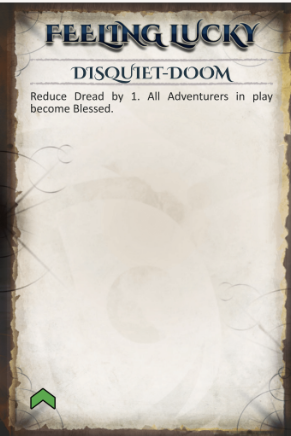 FEELING LUCKY
DISQUIET-DOOM
Reduce Dread by 1. All Adventurers in play
become Blessed.